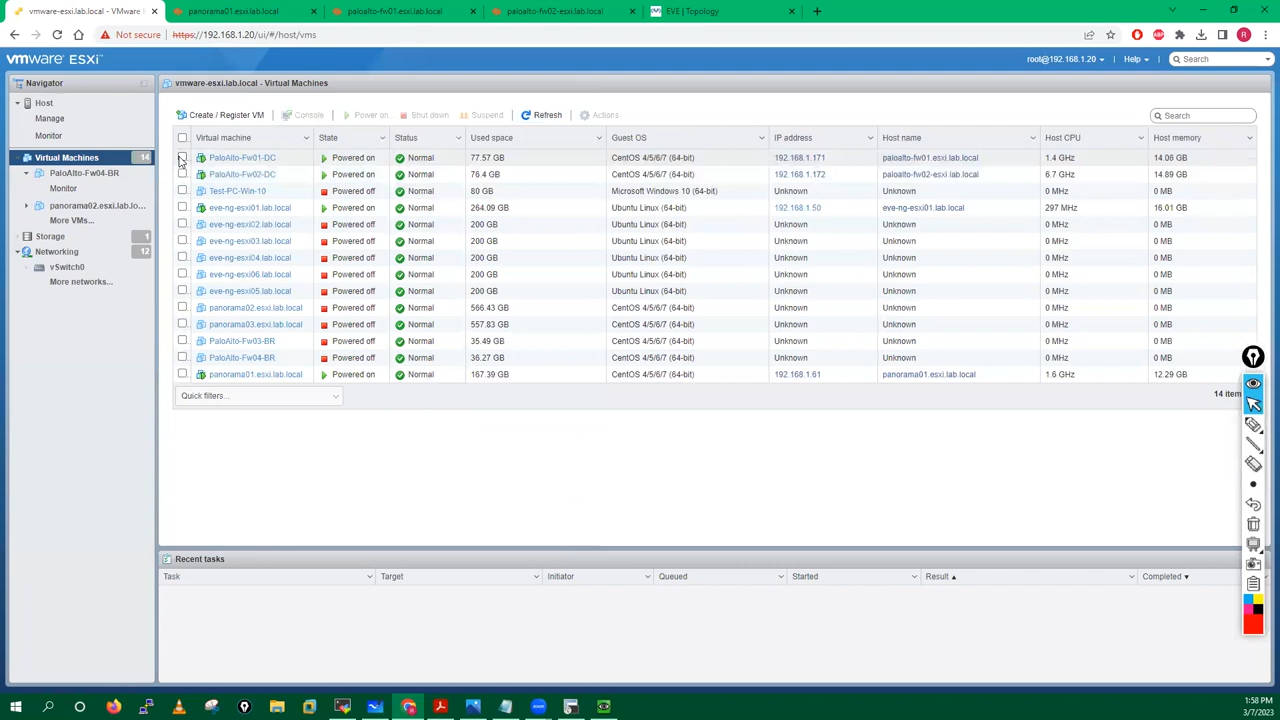 vmware-esxi.lab.local - VMware E
panorama01.esxi.lab.local
paloalto-fw01.esxi.lab.local
paloalto-fw02-esxi.lab.local
EVE | Topology
Not secure
https://192.168.1.20/ui/#/host/vms
ABP
R
vmware ESXi
root@192.168.1.20
Help
Search
Navigator
vmware-esxi.lab.local - Virtual Machines
Host
Manage
Monitor
Virtual Machines
14
PaloAlto-Fw04-BR
Monitor
panorama02.esxi.lab.lo...
More VMs...
Storage
1
Networking
12
vSwitch0
More networks...
Create / Register VM
Console
Power on...
Shut down
Suspend
Refresh
Actions
Search
Virtual machine State Status Used space Guest OS IP address Host name Host CPU Host memory
PaloAlto-Fw01-DC Powered on Normal 77.57 GB CentOS 4/5/6/7 (64-bit) 192.168.1.171 paloalto-fw01.esxi.lab.local 1.4 GHz 14.06 GB
PaloAlto-Fw02-DC Powered on Normal 76.4 GB CentOS 4/5/6/7 (64-bit) 192.168.1.172 paloalto-fw02-esxi.lab.local 6.7 GHz 14.89 GB
Test-PC-Win-10 Powered off Normal 80 GB Microsoft Windows 10 (64-bit) Unknown Unknown 0 MHz 0 MB
eve-ng-esxi01.lab.local Powered on Normal 264.09 GB Ubuntu Linux (64-bit) 192.168.1.50 eve-ng-esxi01.lab.local 297 MHz 16.01 GB
eve-ng-esxi02.lab.local Powered off Normal 200 GB Ubuntu Linux (64-bit) Unknown Unknown 0 MHz 0 MB
eve-ng-esxi03.lab.local Powered off Normal 200 GB Ubuntu Linux (64-bit) Unknown Unknown 0 MHz 0 MB
eve-ng-esxi04.lab.local Powered off Normal 200 GB Ubuntu Linux (64-bit) Unknown Unknown 0 MHz 0 MB
eve-ng-esxi06.lab.local Powered off Normal 200 GB Ubuntu Linux (64-bit) Unknown Unknown 0 MHz 0 MB
eve-ng-esxi05.lab.local Powered off Normal 200 GB Ubuntu Linux (64-bit) Unknown Unknown 0 MHz 0 MB
panorama02.esxi.lab.local Powered off Normal 566.43 GB CentOS 4/5/6/7 (64-bit) Unknown Unknown 0 MHz 0 MB
panorama03.esxi.lab.local Powered off Normal 557.83 GB CentOS 4/5/6/7 (64-bit) Unknown Unknown 0 MHz 0 MB
PaloAlto-Fw03-BR Powered off Normal 35.49 GB CentOS 4/5/6/7 (64-bit) Unknown Unknown 0 MHz 0 MB
PaloAlto-Fw04-BR Powered off Normal 36.27 GB CentOS 4/5/6/7 (64-bit) Unknown Unknown 0 MHz 0 MB
panorama01.esxi.lab.local Powered on Normal 167.39 GB CentOS 4/5/6/7 (64-bit) 192.168.1.61 panorama01.esxi.lab.local 1.6 GHz 12.29 GB
Quick filters...
14 item
Recent tasks
Task Target Initiator Queued Started Result Completed
1:58 PM
3/7/2023